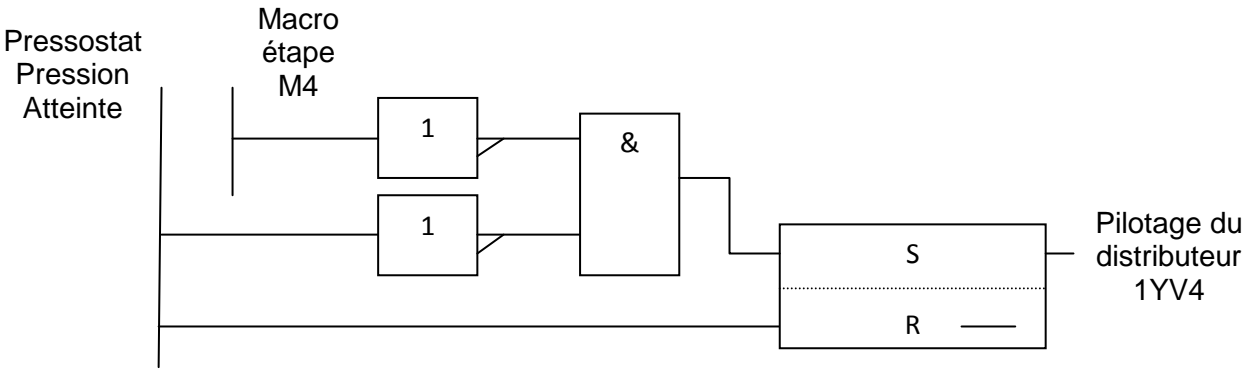 Pressostat
Pression
Atteinte
Macro
étape
M4
1
&
1
S
R
Pilotage du
distributeur
1YV4